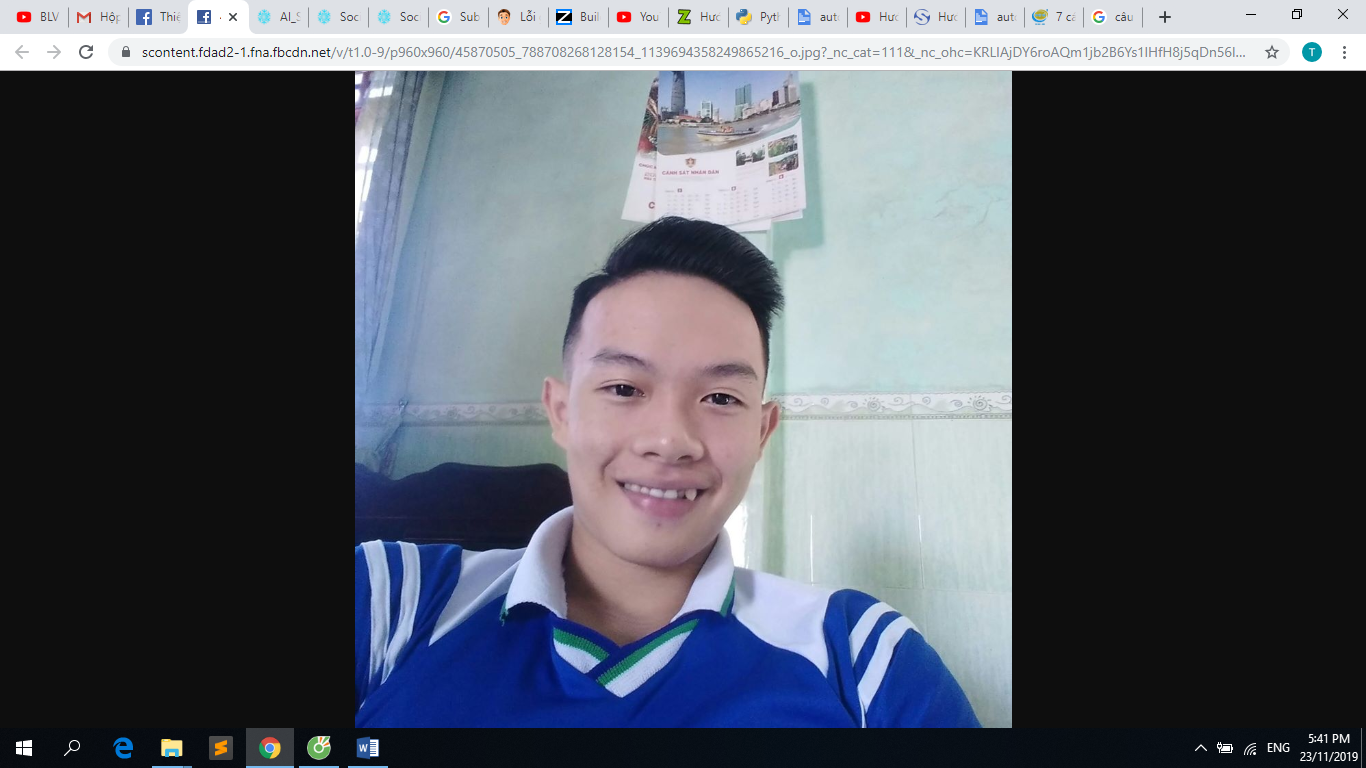 BLV
Hộp
Thiế
AI_S
Soc
Soc
Sub
Lỗi
Buil
You
Hướ
Pyth
auto
Hướ
Hướ
auto
7 cá
câu
scontent.fdad2-1.fna.fbcdn.net/v/t1.0-9/p960x960/45870505_788708268128154_1139694358249865216_o.jpg?_nc_cat=111&_nc_ohc=KRLIAjDY6roAQm1jb2B6Ys1lHfH8j5qDn56I...
T
CẢNH SÁT NHÂN DÂN
ENG
5:41 PM
23/11/2019